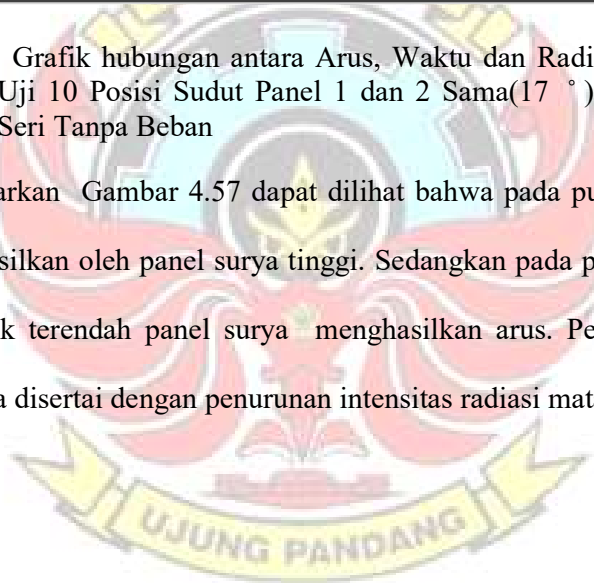 Grafik hubungan antara Arus, Waktu dan Radi
Uji 10 Posisi Sudut Panel 1 dan 2 Sama(17 ° )
Seri Tanpa Beban
arkan Gambar 4.57 dapat dilihat bahwa pada pu
silkan oleh panel surya tinggi. Sedangkan pada p
k terendah panel surya menghasilkan arus. Pe
a disertai dengan penurunan intensitas radiasi mat
UJUNG PANDANG